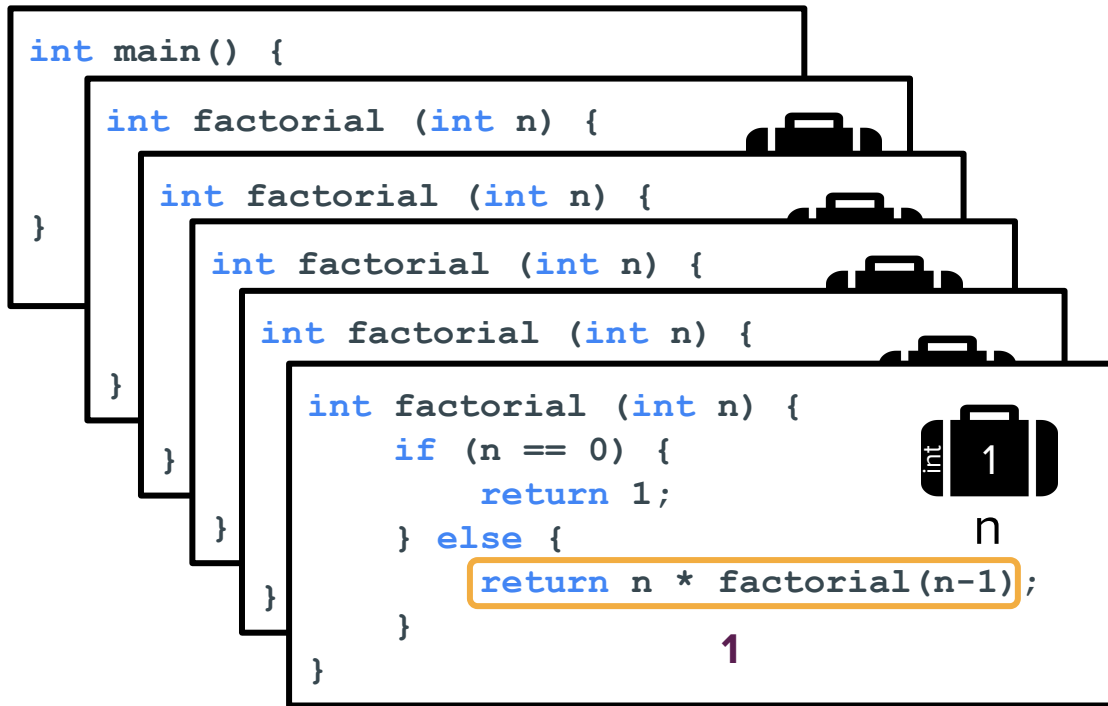 int main() {
int factorial (int n) {
int factorial (int n) {
}
int factorial (int n) {
int factorial (int n) {
}
int factorial (int n) {
if (n == 0) {
int 1
}
return 1;
n
}
} else {
return n * factorial(n-1);
}
}
1
}